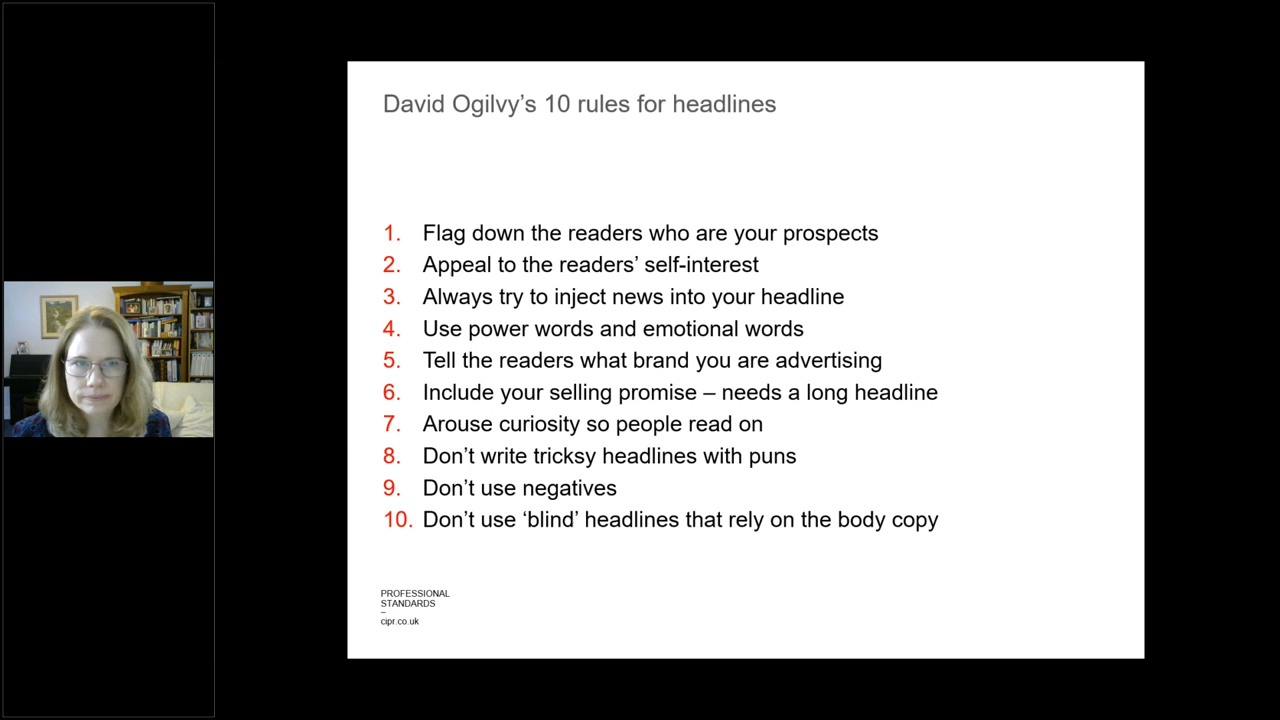 David Ogilvy’s 10 rules for headlines
1. Flag down the readers who are your prospects
2. Appeal to the readers’ self-interest
3. Always try to inject news into your headline
4. Use power words and emotional words
5. Tell the readers what brand you are advertising
6. Include your selling promise – needs a long headline
7. Arouse curiosity so people read on
8. Don’t write tricksy headlines with puns
9. Don’t use negatives
10. Don’t use ‘blind’ headlines that rely on the body copy
PROFESSIONAL
STANDARDS
–
cipr.co.uk